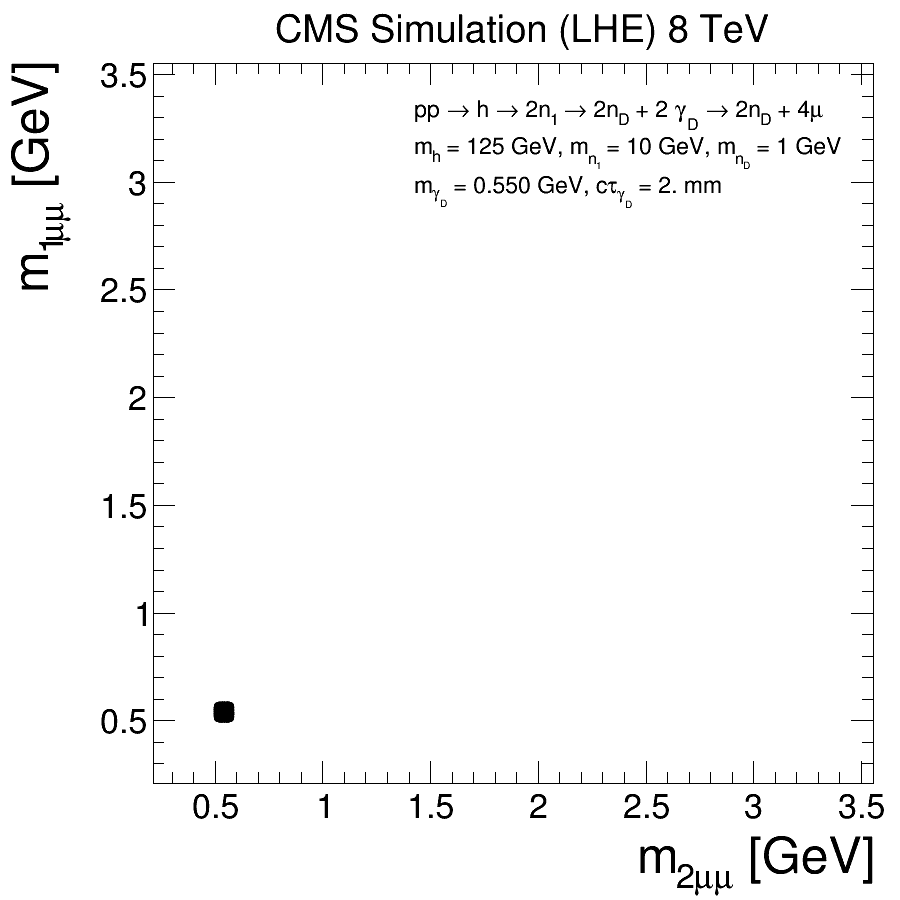 CMS Simulation (LHE) 8 TeV
m1μμ [GeV]
3.5
3
2.5
2
1.5
1
0.5
pp → h → 2n1 → 2nD + 2 γD → 2nD + 4μ
mh = 125 GeV, mn1 = 10 GeV, mnD = 1 GeV
mγD = 0.550 GeV, cτγD = 2. mm
0.5 1 1.5 2 2.5 3 3.5
m2μμ [GeV]